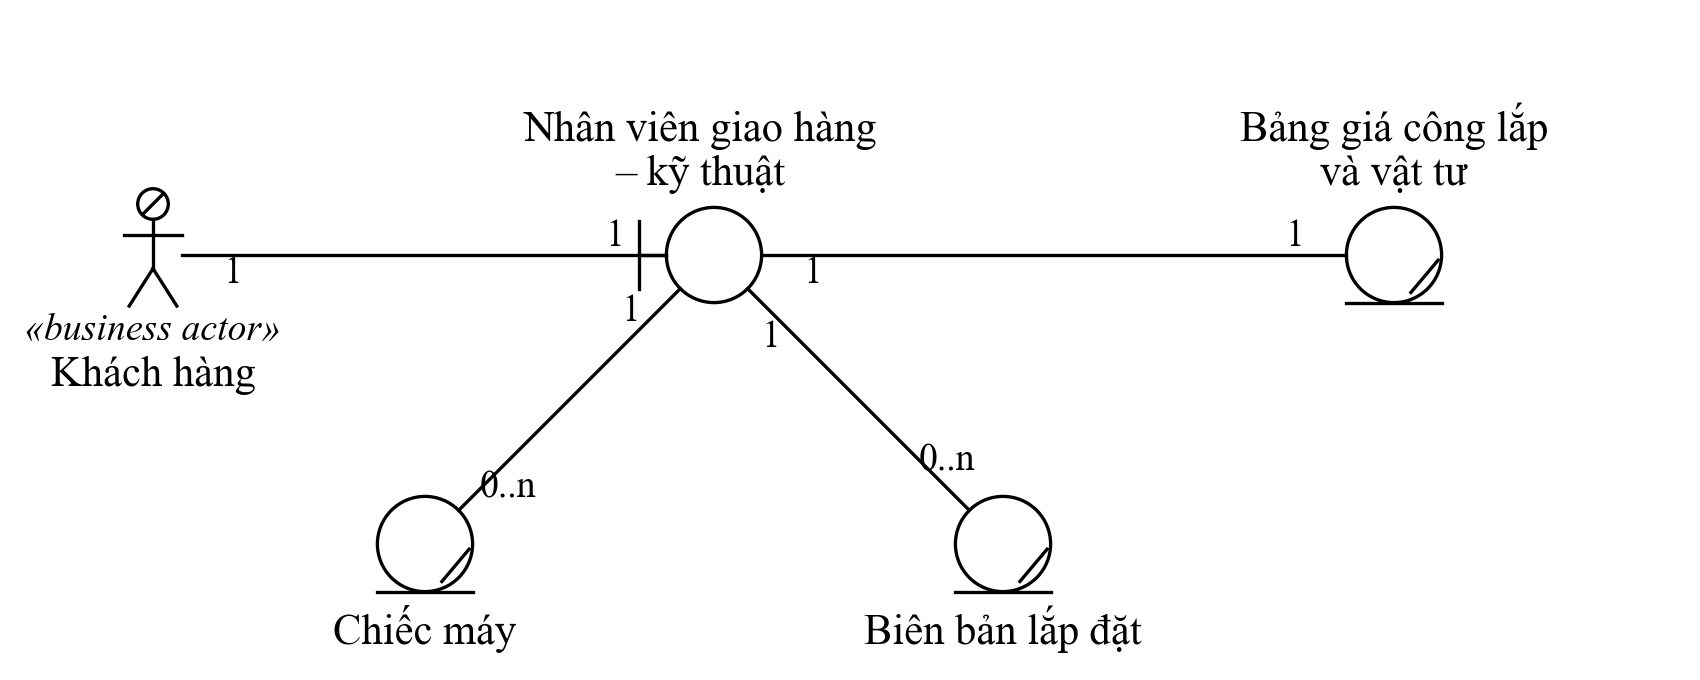 Nhân viên giao hàng
– kỹ thuật
Bảng giá công lắp
và vật tư
1
1
1
1
1
1
«business actor»
Khách hàng
0..n
0..n
Chiếc máy
Biên bản lắp đặt